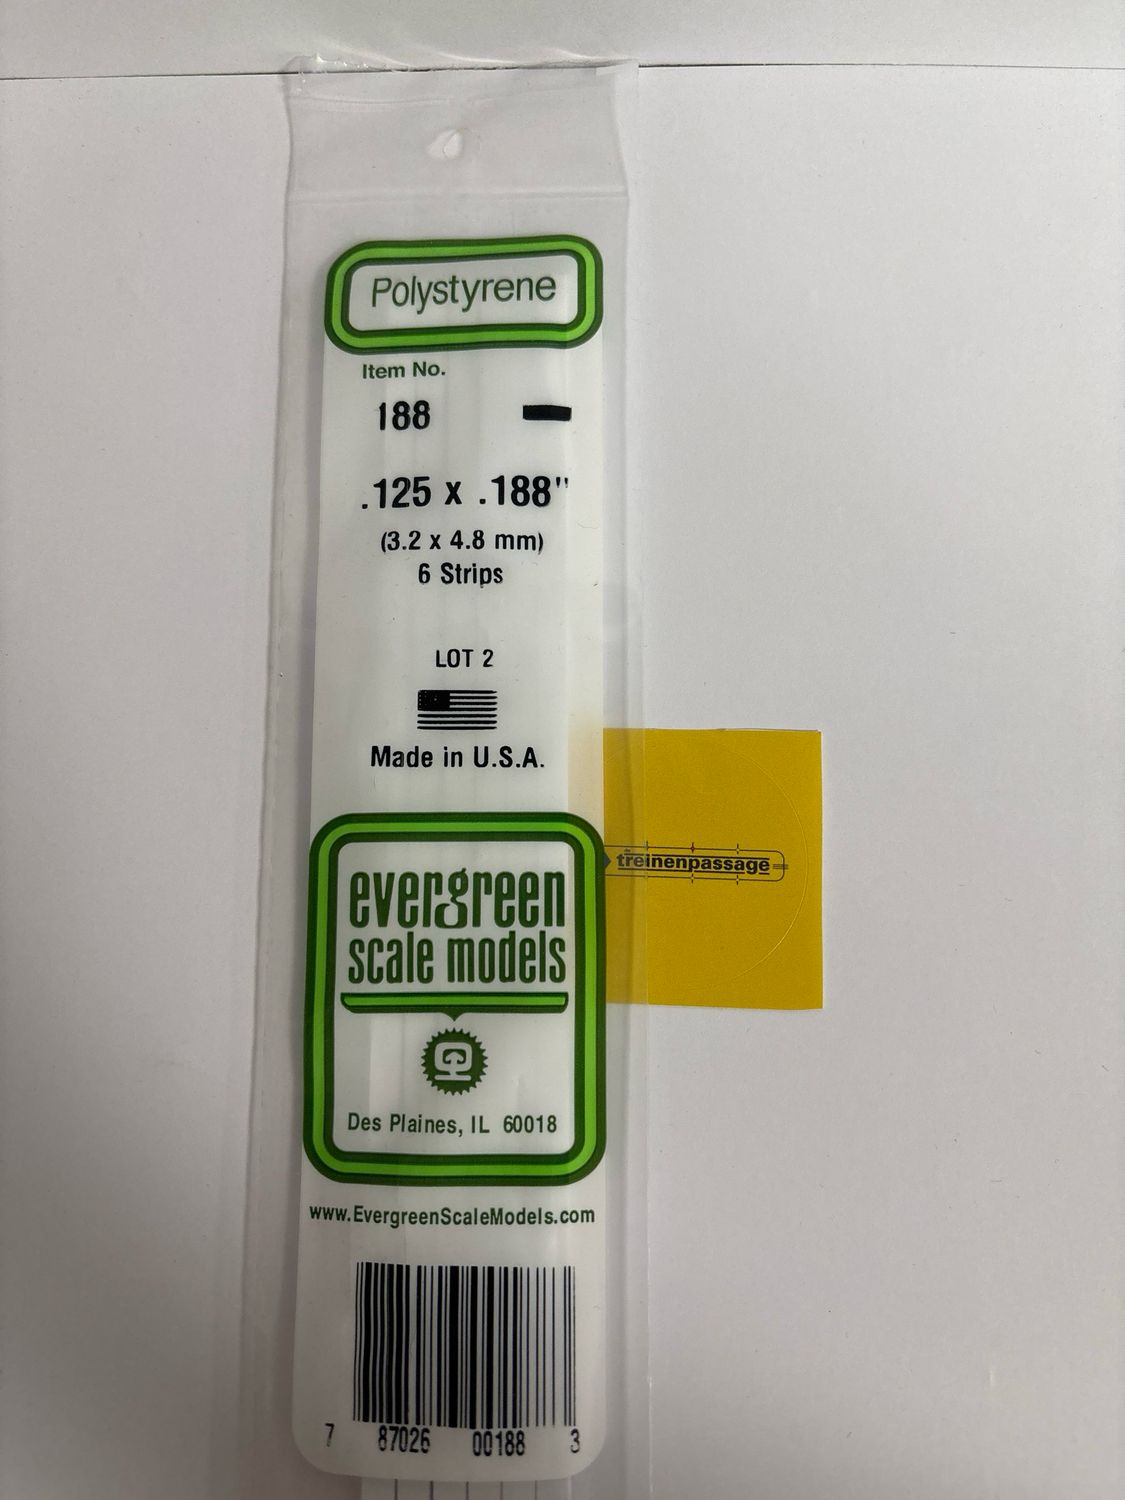 Polystyrene
Item No.
188
.125 x .188"
(3.2 x 4.8 mm)
6 Strips
LOT 2
Made in U.S.A.
treinenpassage
evergreen
scale models
Des Plaines, IL 60018
www.EvergreenScaleModels.com
7 87026 00188 3